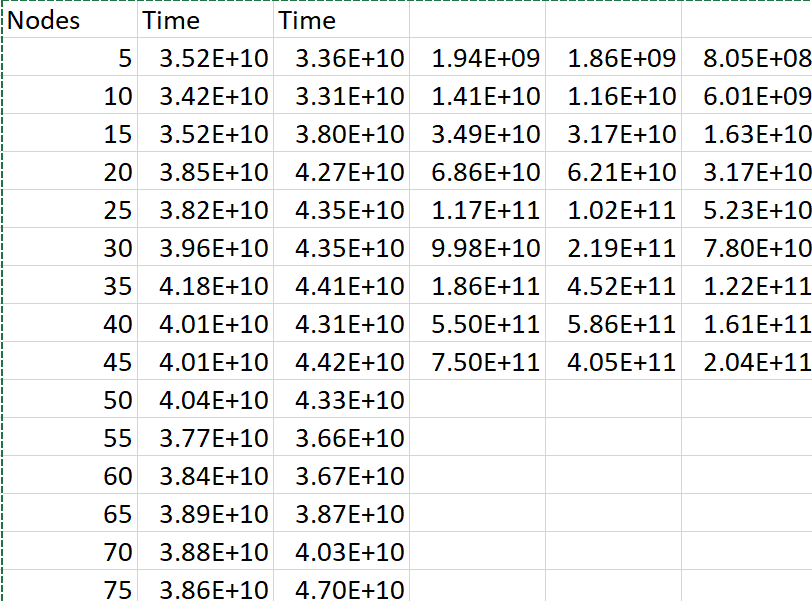 Nodes Time Time
5 3.52E+10 3.36E+10 1.94E+09 1.86E+09 8.05E+08
10 3.42E+10 3.31E+10 1.41E+10 1.16E+10 6.01E+09
15 3.52E+10 3.80E+10 3.49E+10 3.17E+10 1.63E+10
20 3.85E+10 4.27E+10 6.86E+10 6.21E+10 3.17E+10
25 3.82E+10 4.35E+10 1.17E+11 1.02E+11 5.23E+10
30 3.96E+10 4.35E+10 9.98E+10 2.19E+11 7.80E+10
35 4.18E+10 4.41E+10 1.86E+11 4.52E+11 1.22E+11
40 4.01E+10 4.31E+10 5.50E+11 5.86E+11 1.61E+11
45 4.01E+10 4.42E+10 7.50E+11 4.05E+11 2.04E+11
50 4.04E+10 4.33E+10
55 3.77E+10 3.66E+10
60 3.84E+10 3.67E+10
65 3.89E+10 3.87E+10
70 3.88E+10 4.03E+10
75 3.86E+10 4.70E+10